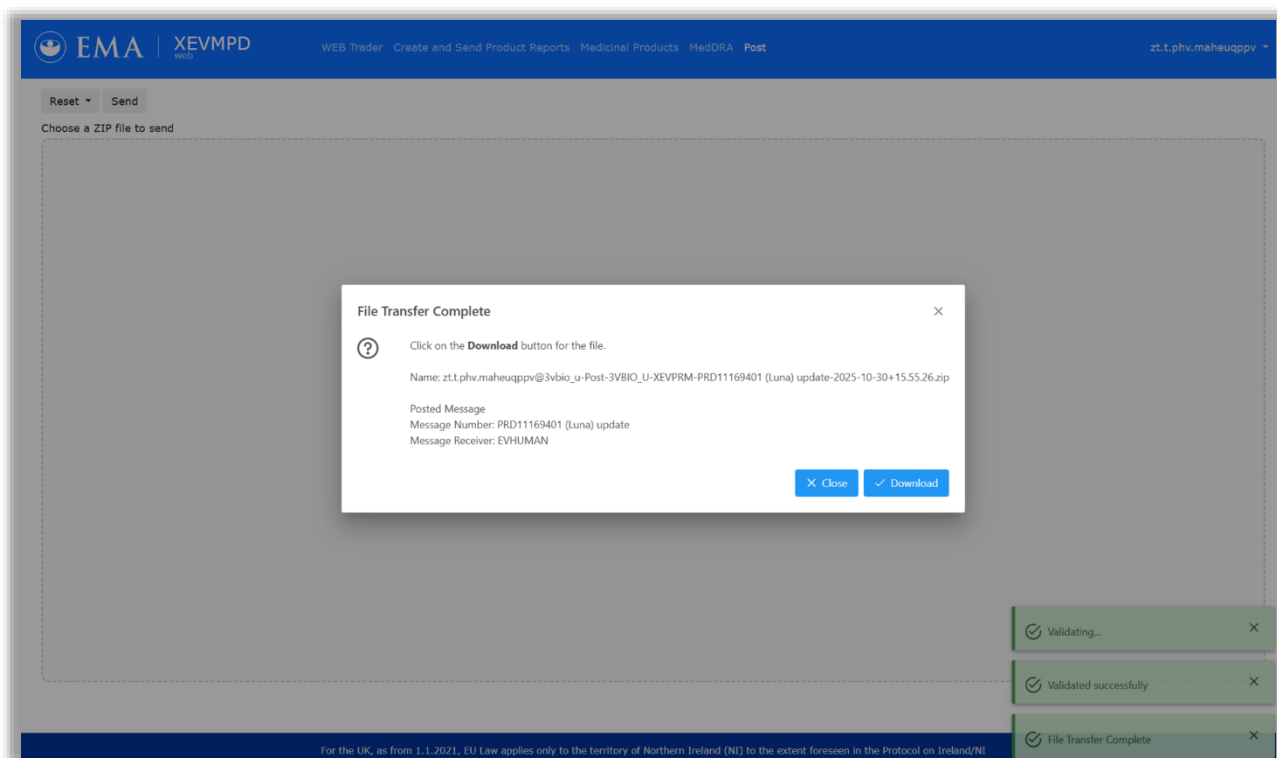 EMA | XEVMPD web
WEB Trader Create and Send Product Reports Medicinal Products MedDRA Post
zt.t.phv.maheuqppv
Reset Send
Choose a ZIP file to send
File Transfer Complete
Click on the Download button for the file.
Name: zt.t.phv.maheuqppv@3vbio_u-Post-3VBIO_U-XEVPRM-PRD11169401 (Luna) update-2025-10-30+15.55.26.zip
Posted Message
Message Number: PRD11169401 (Luna) update
Message Receiver: EVHUMAN
Close Download
Validating...
Validated successfully
File Transfer Complete
For the UK, as from 1.1.2021, EU Law applies only to the territory of Northern Ireland (NI) to the extent foreseen in the Protocol on Ireland/NI